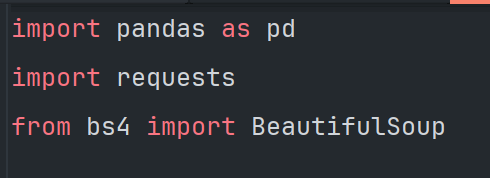 import pandas as pd
import requests
from bs4 import BeautifulSoup